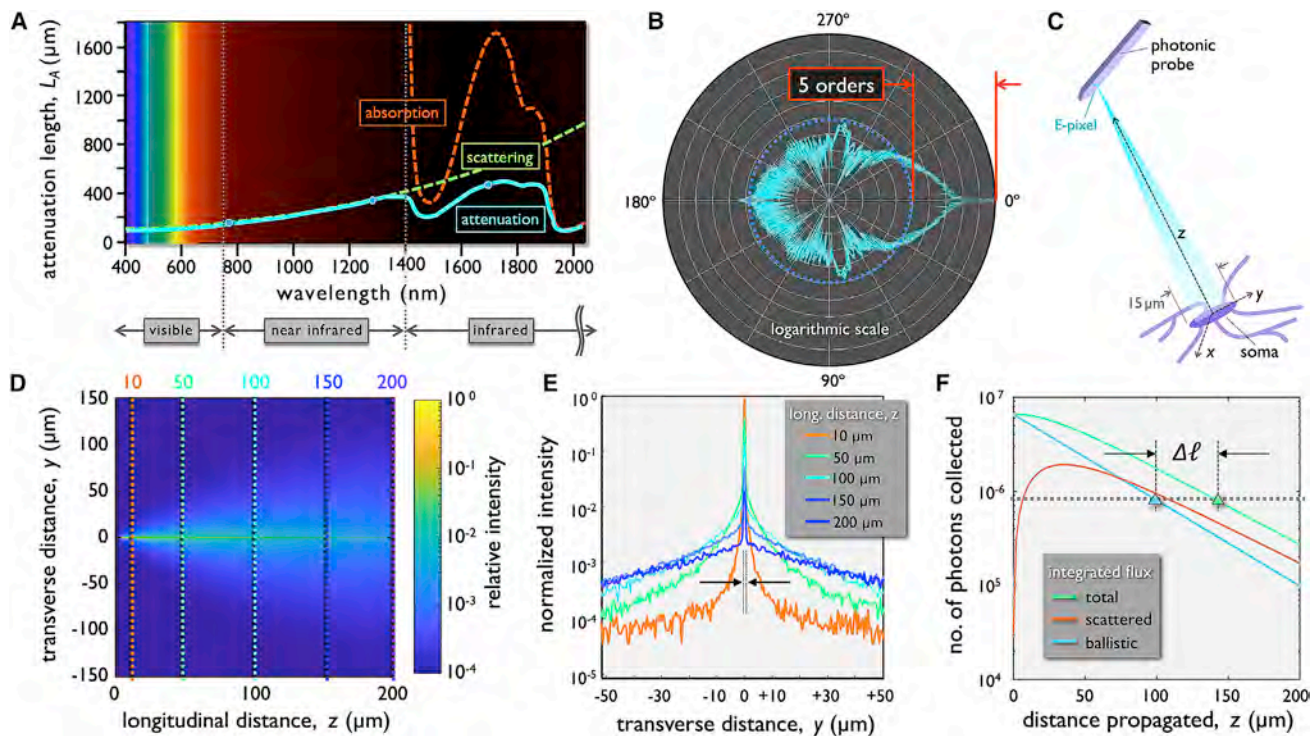 A
attenuation length, L_A (μm)
1600
1200
800
400
0
absorption
scattering
attenuation
400 600 800 1000 1200 1400 1600 1800 2000
wavelength (nm)
visible
near infrared
infrared
B
270º
5 orders
180º
0º
logarithmic scale
90º
C
photonic
probe
E-pixel
z
15 μm
y
x
soma
D
10 50 100 150 200
transverse distance, y (μm)
150
100
50
0
-50
-100
-150
0 100 200
longitudinal distance, z (μm)
10^0
10^-1
10^-2
10^-3
10^-4
relative intensity
E
normalized intensity
10^0
10^-1
10^-2
10^-3
10^-4
10^-5
long. distance, z
10 μm
50 μm
100 μm
150 μm
200 μm
-50 -30 -10 0 +10 +30 +50
transverse distance, y (μm)
F
no. of photons collected
10^-7
10^-6
10^5
10^4
Δℓ
integrated flux
total
scattered
ballistic
0 50 100 150 200
distance propagated, z (μm)